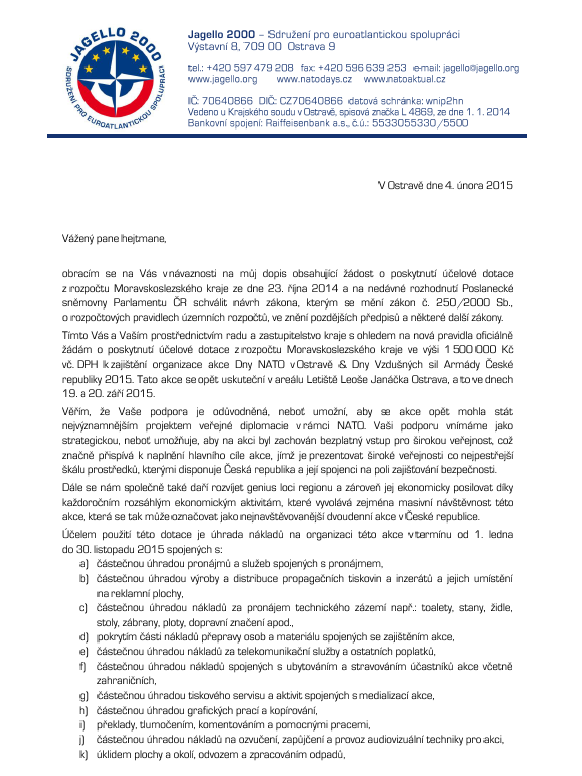 JAGELLO 2000
SDRUŽENÍ PRO EUROATLANTICKOU SPOLUPRÁCI
Jagello 2000 – Sdružení pro euroatlantickou spolupráci
Výstavní 8, 709 00 Ostrava 9
tel.: +420 597 479 208 fax: +420 596 639 253 e-mail: jagello@jagello.org
www.jagello.org www.natodays.cz www.natoaktual.cz
IČ: 70640866 DIČ: CZ70640866 datová schránka: wnip2hn
Vedeno u Krajského soudu v Ostravě, spisová značka L 4869, ze dne 1. 1. 2014
Bankovní spojení: Raiffeisenbank a.s., č.ú.: 5533055330/5500
V Ostravě dne 4. února 2015
Vážený pane hejtmane,
obracím se na Vás v návaznosti na můj dopis obsahující žádost o poskytnutí účelové dotace
z rozpočtu Moravskoslezského kraje ze dne 23. října 2014 a na nedávné rozhodnutí Poslanecké
sněmovny Parlamentu ČR schválit návrh zákona, kterým se mění zákon č. 250/2000 Sb.,
o rozpočtových pravidlech územních rozpočtů, ve znění pozdějších předpisů a některé další zákony.
Tímto Vás a Vaším prostřednictvím radu a zastupitelstvo kraje s ohledem na nová pravidla oficiálně
žádám o poskytnutí účelové dotace z rozpočtu Moravskoslezského kraje ve výši 1 500 000 Kč
vč. DPH k zajištění organizace akce Dny NATO v Ostravě & Dny Vzdušných sil Armády České
republiky 2015. Tato akce se opět uskuteční v areálu Letiště Leoše Janáčka Ostrava, a to ve dnech
19. a 20. září 2015.
Věřím, že Vaše podpora je odůvodněná, neboť umožní, aby se akce opět mohla stát
nejvýznamnějším projektem veřejné diplomacie v rámci NATO. Vaši podporu vnímáme jako
strategickou, neboť umožňuje, aby na akci byl zachován bezplatný vstup pro širokou veřejnost, což
značně přispívá k naplnění hlavního cíle akce, jímž je prezentovat široké veřejnosti co nejpestřejší
škálu prostředků, kterými disponuje Česká republika a její spojenci na poli zajišťování bezpečnosti.
Dále se nám společně také daří rozvíjet genius loci regionu a zároveň jej ekonomicky posilovat díky
každoročním rozsáhlým ekonomickým aktivitám, které vyvolává zejména masivní návštěvnost této
akce, která se tak může označovat jako nejnavštěvovanější dvoudenní akce v České republice.
Účelem použití této dotace je úhrada nákladů na organizaci této akce v termínu od 1. ledna
do 30. listopadu 2015 spojených s:
a) částečnou úhradou pronájmů a služeb spojených s pronájmem,
b) částečnou úhradou výroby a distribuce propagačních tiskovin a inzerátů a jejich umístění
na reklamní plochy,
c) částečnou úhradou nákladů za pronájem technického zázemí např.: toalety, stany, židle,
stoly, zábrany, ploty, dopravní značení apod.,
d) pokrytím části nákladů přepravy osob a materiálu spojených se zajištěním akce,
e) částečnou úhradou nákladů za telekomunikační služby a ostatních poplatků,
f) částečnou úhradou nákladů spojených s ubytováním a stravováním účastníků akce včetně
zahraničních,
g) částečnou úhradou tiskového servisu a aktivit spojených s medializací akce,
h) částečnou úhradou grafických prací a kopírování,
i) překlady, tlumočením, komentováním a pomocnými pracemi,
j) částečnou úhradou nákladů na ozvučení, zapůjčení a provoz audiovizuální techniky pro akci,
k) úklidem plochy a okolí, odvozem a zpracováním odpadů,